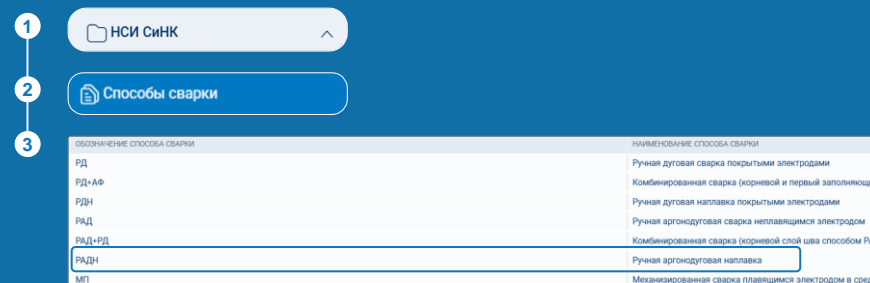 1
НСИ СиНК
2
Способы сварки
3
ОБОЗНАЧЕНИЕ СПОСОБА СВАРКИ НАИМЕНОВАНИЕ СПОСОБА СВАРКИ
РД Ручная дуговая сварка покрытыми электродами
РД+АФ Комбинированная сварка (корневой и первый
РДН Ручная дуговая наплавка покрытыми электродами
РАД Ручная аргонодуговая сварка неплавящимся электродом
РАД+РД Комбинированная сварка (корневой слой шва способом
РАДН Ручная аргонодуговая наплавка
МП Механизированная сварка плавящимся электродом в